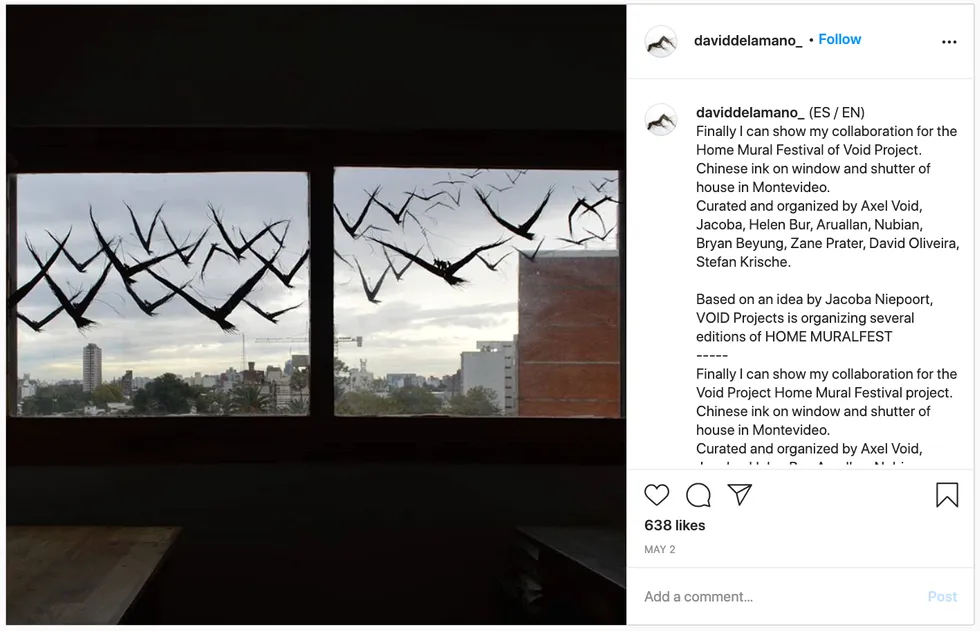 daviddelamano_ • Follow
daviddelamano_ (ES / EN)
Finally I can show my collaboration for the
Home Mural Festival of Void Project.
Chinese ink on window and shutter of
house in Montevideo.
Curated and organized by Axel Void,
Jacoba, Helen Bur, Aruallan, Nubian,
Bryan Beyung, Zane Prater, David Oliveira,
Stefan Krische.
Based on an idea by Jacoba Niepoort,
VOID Projects is organizing several
editions of HOME MURALFEST
-----
Finally I can show my collaboration for the
Void Project Home Mural Festival project.
Chinese ink on window and shutter of
house in Montevideo.
Curated and organized by Axel Void,
638 likes
MAY 2
Add a comment...
Post